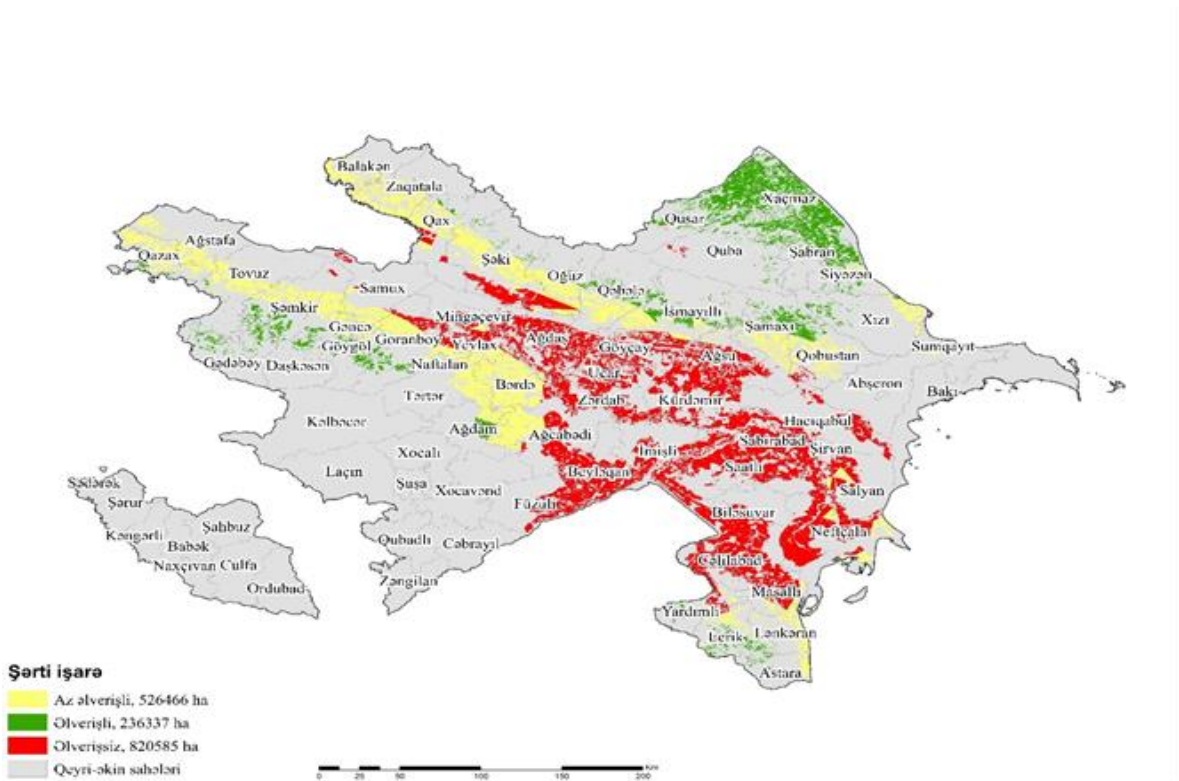 Balakən
Zaqatala
Qax
Xaçmaz
Qusar
Ağstafa
Quba
Şabran
Qazax
Şəki
Siyəzən
Tovuz
Oğuz
Samux
Qəbələ
Şəmkir
İsmayıllı
Xızı
Mingəçevir
Şamaxı
Gəncə
Goranboy
Ağdaş
Göygöl
Yevlax
Göyçay
Sumqayıt
Ağsu
Qobustan
Gədəbəy
Daşkəsən
Naftalan
Ucar
Abşeron
Bərdə
Bakı
Tərtər
Zərdab
Kürdəmir
Kəlbəcər
Hacıqabul
Ağdam
Ağcabədi
Sabirabad
Xocalı
İmişli
Şirvan
Laçın
Beyləqan
Saatlı
Sədərək
Şuşa
Xocavənd
Salyan
Şərur
Füzuli
Biləsuvar
Şahbuz
Kəngərli
Neftçala
Babək
Qubadlı
Cəbrayıl
Naxçıvan
Culfa
Cəlilabad
Zəngilan
Ordubad
Masallı
Yardımlı
Lerik
Lənkəran
Astara
Şərti işarə
Az əlverişli, 526466 ha
Əlverişli, 236337 ha
Əlverişsiz, 820585 ha
Qeyri-əkin sahələri
0 25 50 100 150 200
Km